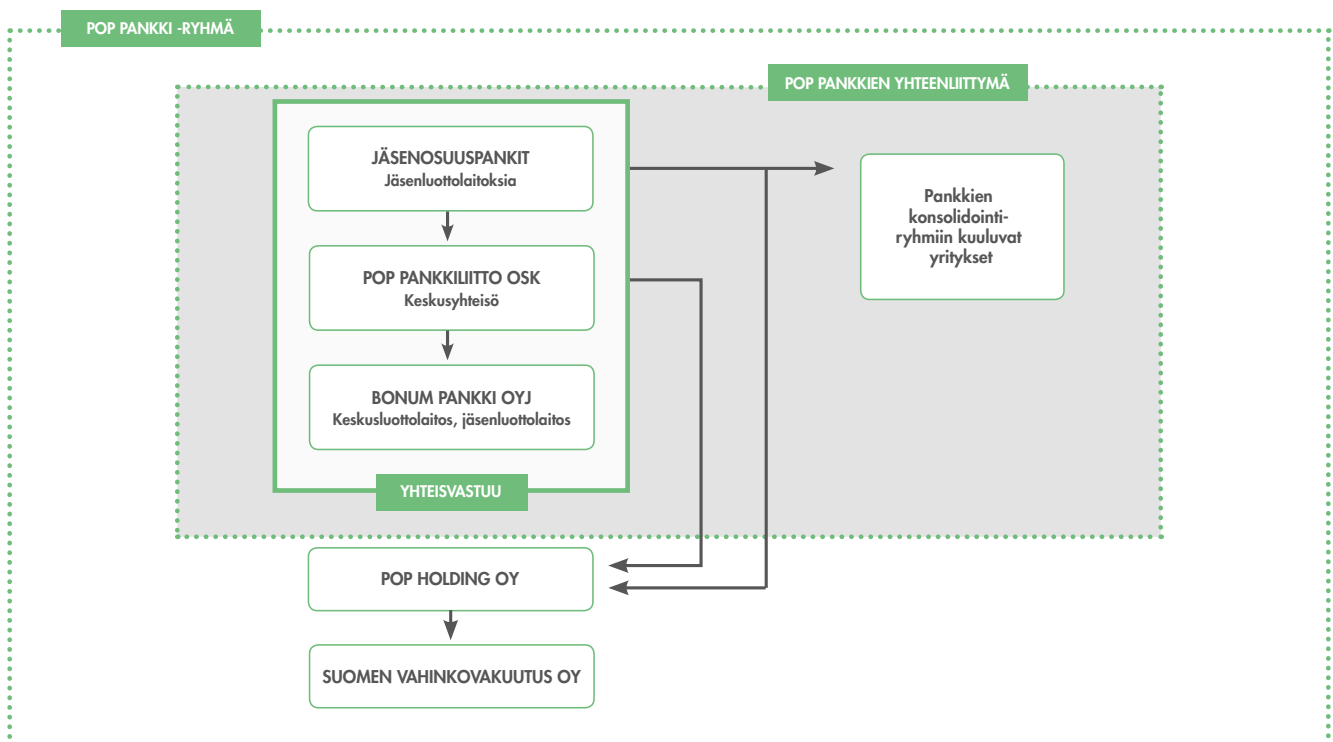 POP PANKKI -RYHMÄ
POP PANKKIEN YHTEENLIITTYMÄ
JÄSENOSUUSPANKIT
Jäsenluottolaitoksia
POP PANKKILIITTO OSK
Keskusyhteisö
BONUM PANKKI OYJ
Keskusluottolaitos, jäsenluottolaitos
YHTEISVASTUU
Pankkien
konsolidointi-
ryhmiin kuuluvat
yritykset
POP HOLDING OY
SUOMEN VAHINKOVAKUUTUS OY